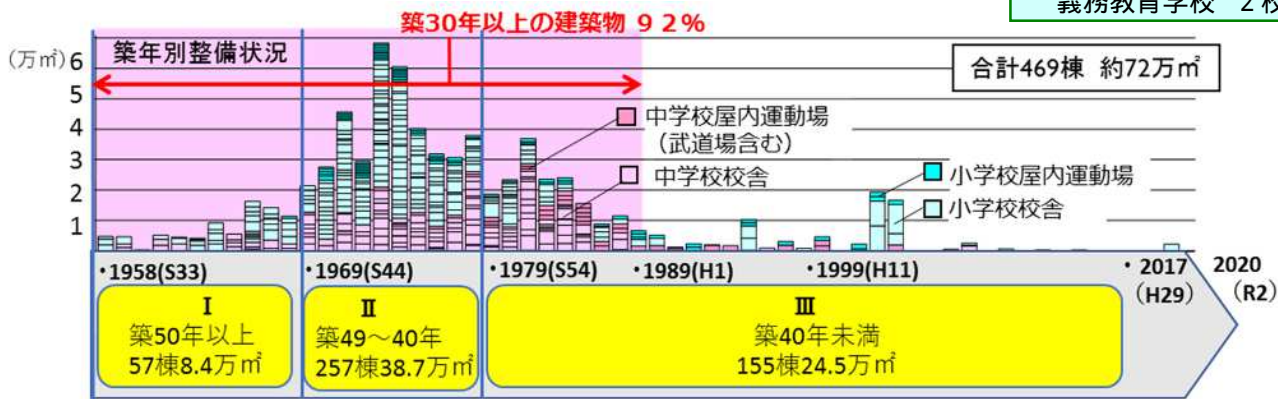 義務教育学校 2校
築30年以上の建築物 92%
(万㎡)
築年別整備状況
合計469棟 約72万㎡
6
5
4
3
2
1
中学校屋内運動場
(武道場含む)
中学校校舎
小学校屋内運動場
小学校校舎
・1958(S33)
・1969(S44)
・1979(S54)
・1989(H1)
・1999(H11)
・2017
(H29)
2020
(R2)
Ⅰ
築50年以上
57棟8.4万㎡
Ⅱ
築49～40年
257棟38.7万㎡
Ⅲ
築40年未満
155棟24.5万㎡